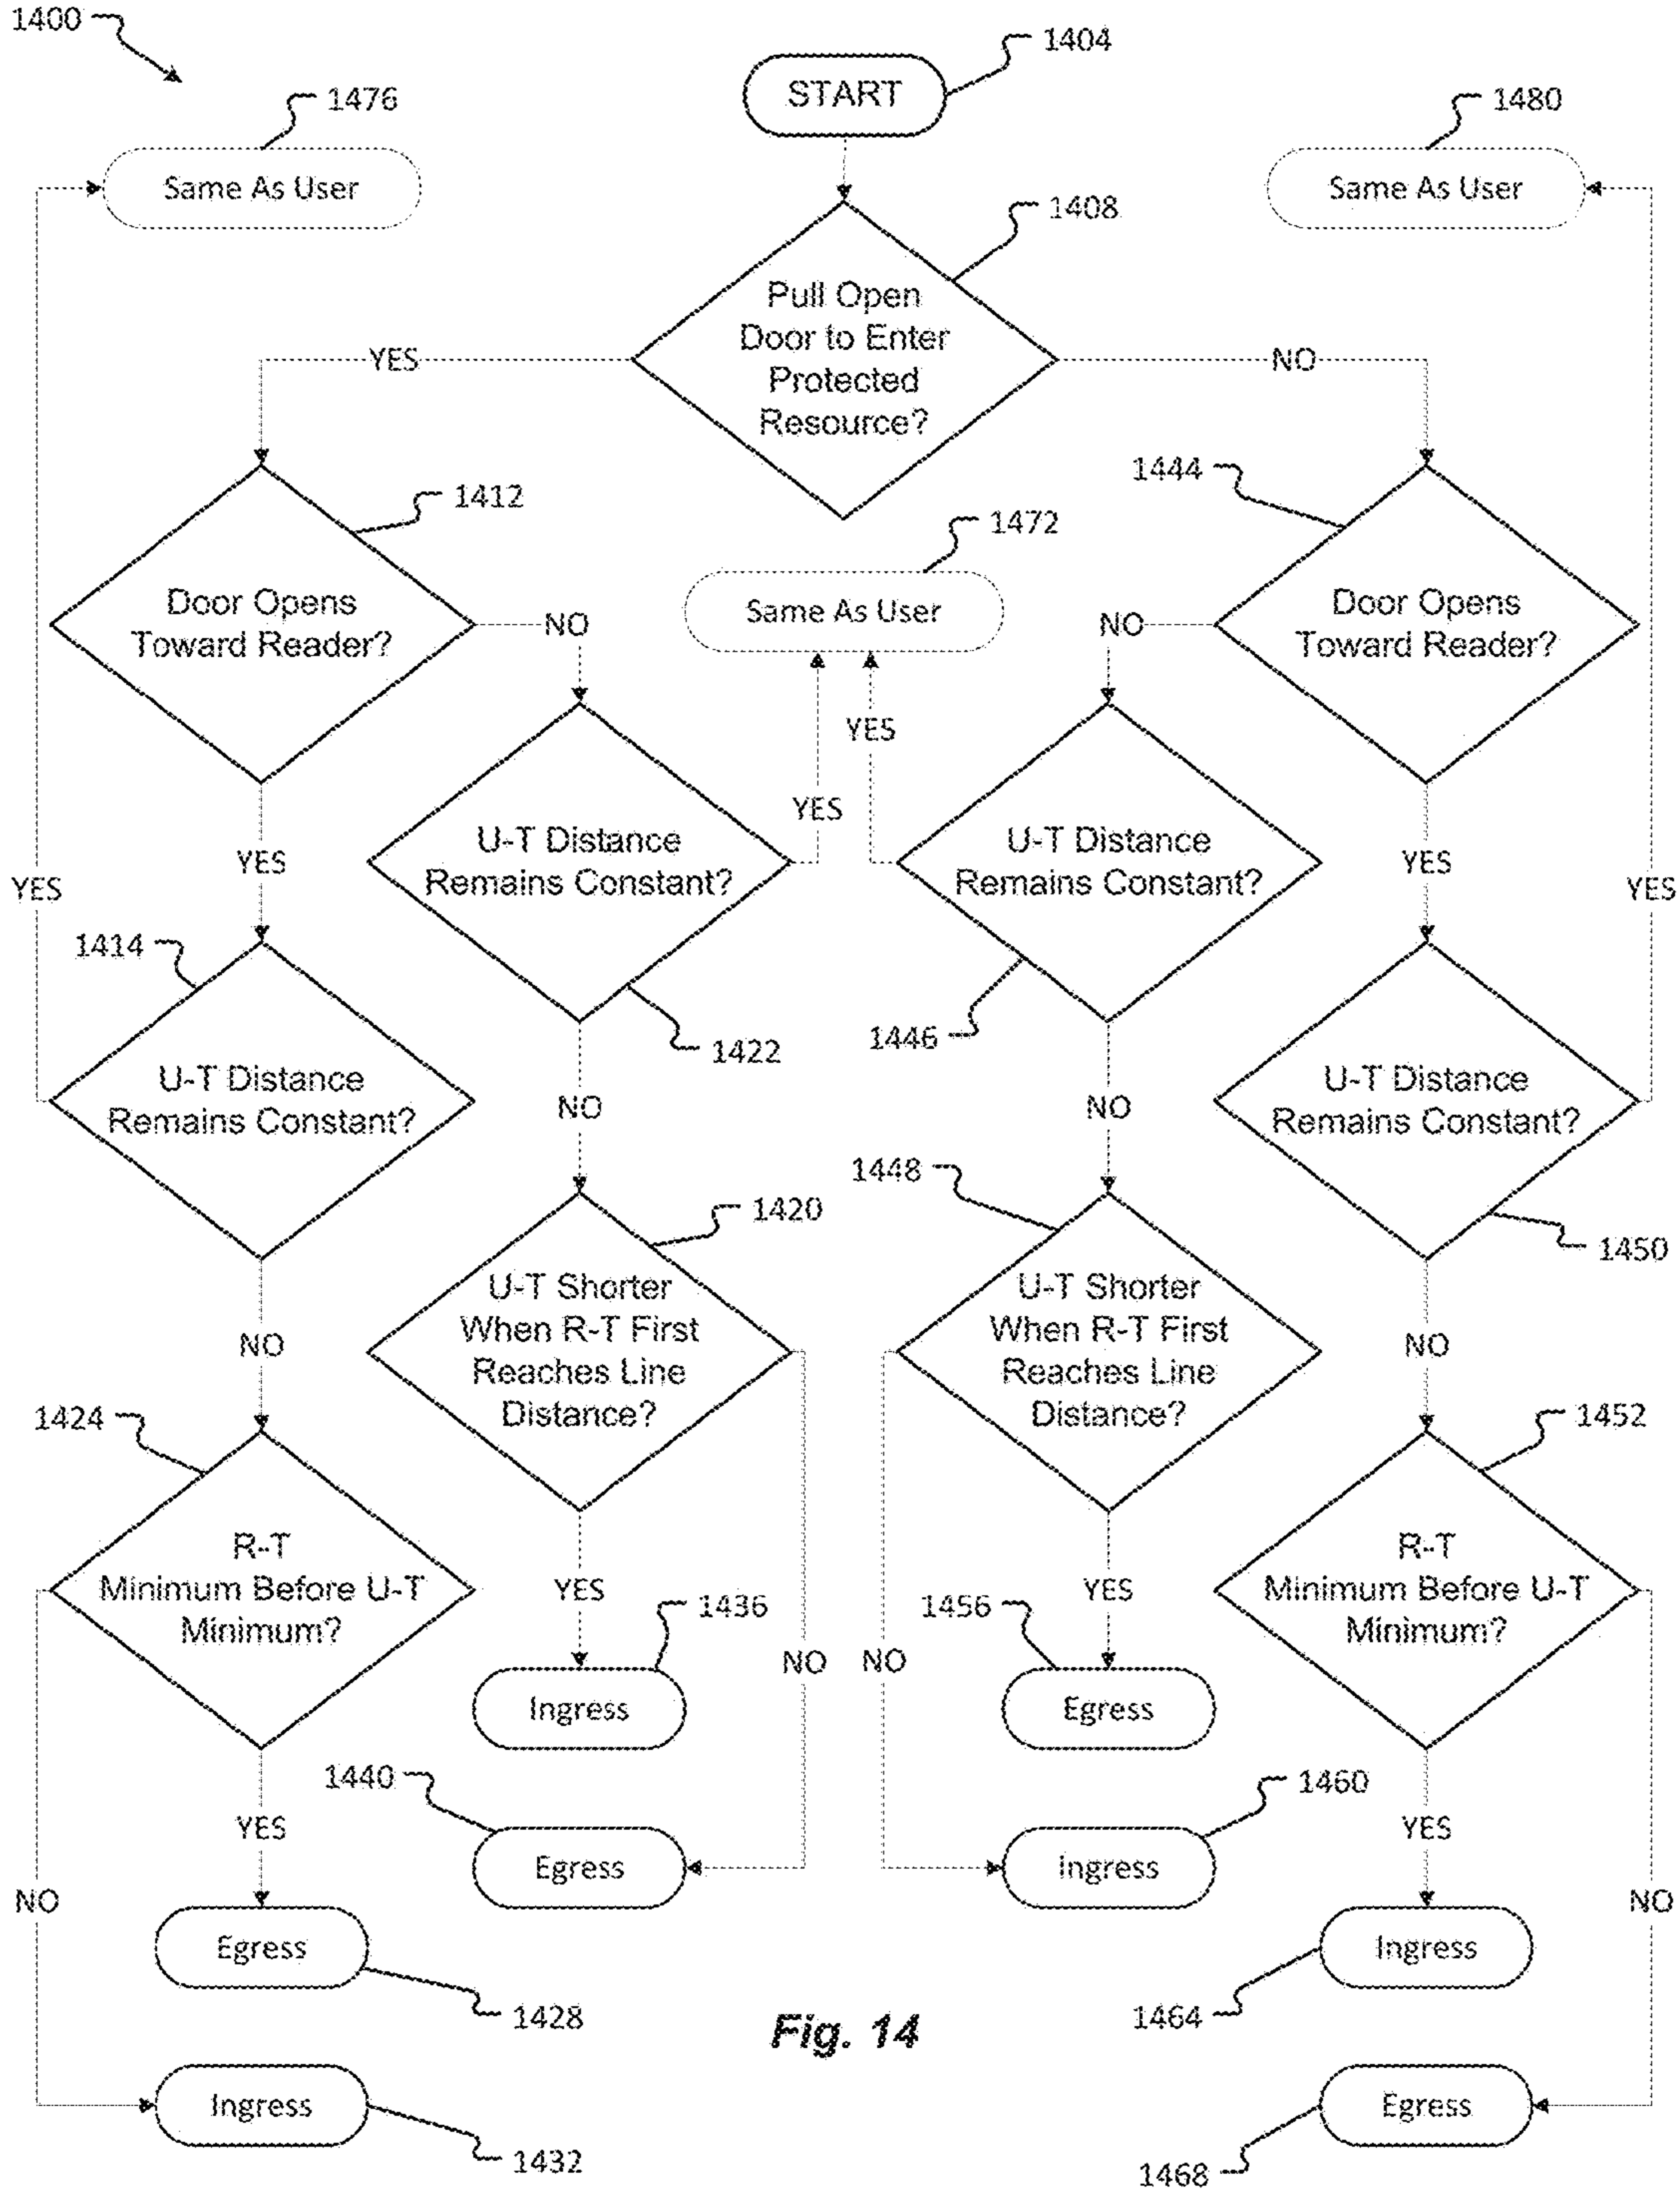 1400
1404
START
1476
1480
Same As User
Same As User
1408
Pull Open
Door to Enter
Protected
Resource?
YES
NO
1412
1444
1472
Door Opens
Toward Reader?
NO
Same As User
NO
Door Opens
Toward Reader?
YES
YES
YES
U-T Distance
Remains Constant?
U-T Distance
Remains Constant?
YES
YES
YES
1414
1422
1446
U-T Distance
Remains Constant?
U-T Distance
Remains Constant?
NO
NO
1448
1420
1450
U-T Shorter
When R-T First
Reaches Line
Distance?
U-T Shorter
When R-T First
Reaches Line
Distance?
NO
NO
1424
1452
R-T
Minimum Before U-T
Minimum?
R-T
Minimum Before U-T
Minimum?
YES
1436
1456
YES
NO
NO
Ingress
Egress
1440
1460
YES
YES
Egress
ingress
NO
NO
Egress
Ingress
1428
1464
Fig. 14
Ingress
Egress
1432
1468